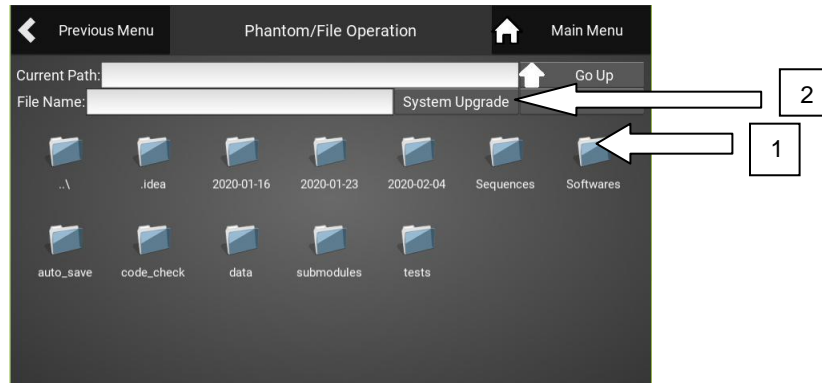 Previous Menu Phantom/File Operation Main Menu
Current Path: Go Up
File Name: System Upgrade
2
1
..\ .idea 2020-01-16 2020-01-23 2020-02-04 Sequences Softwares
auto_save code_check data submodules tests